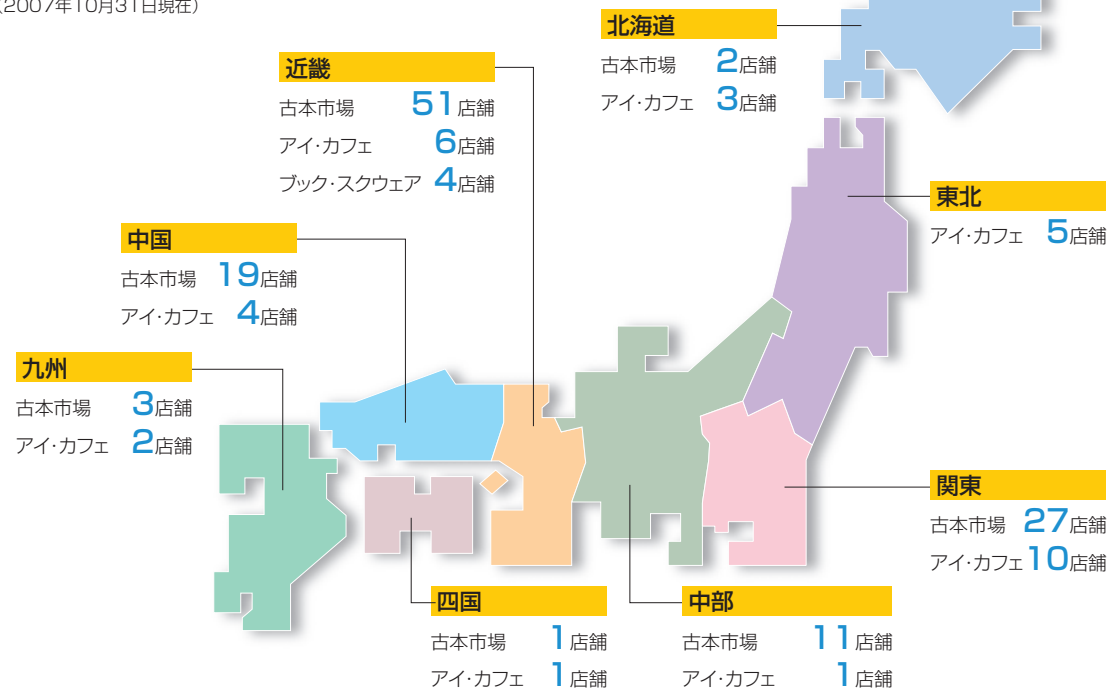 (2007年10月31日現在)
北海道
古本市場 2店舗
アイ・カフェ 3店舗
近畿
古本市場 51店舗
アイ・カフェ 6店舗
ブック・スクウェア 4店舗
東北
アイ・カフェ 5店舗
中国
古本市場 19店舗
アイ・カフェ 4店舗
九州
古本市場 3店舗
アイ・カフェ 2店舗
関東
古本市場 27店舗
アイ・カフェ 10店舗
四国
古本市場 1店舗
アイ・カフェ 1店舗
中部
古本市場 11店舗
アイ・カフェ 1店舗